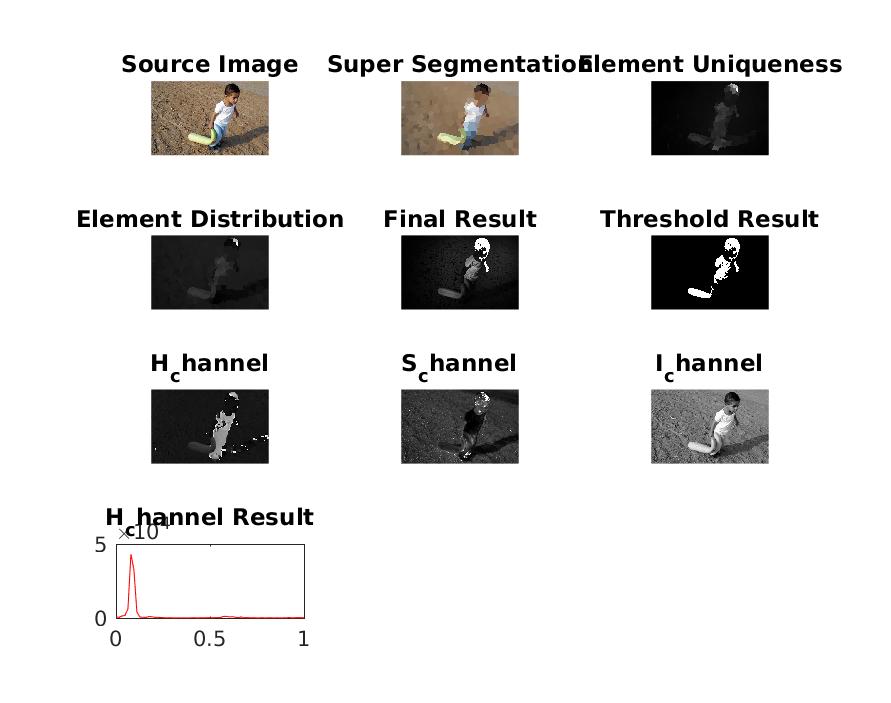 Source Image
Super Segmentation
Element Uniqueness
Element Distribution
Final Result
Threshold Result
H_channel
S_channel
I_channel
H_channel Result
×10^4
5
0
0 0.5 1